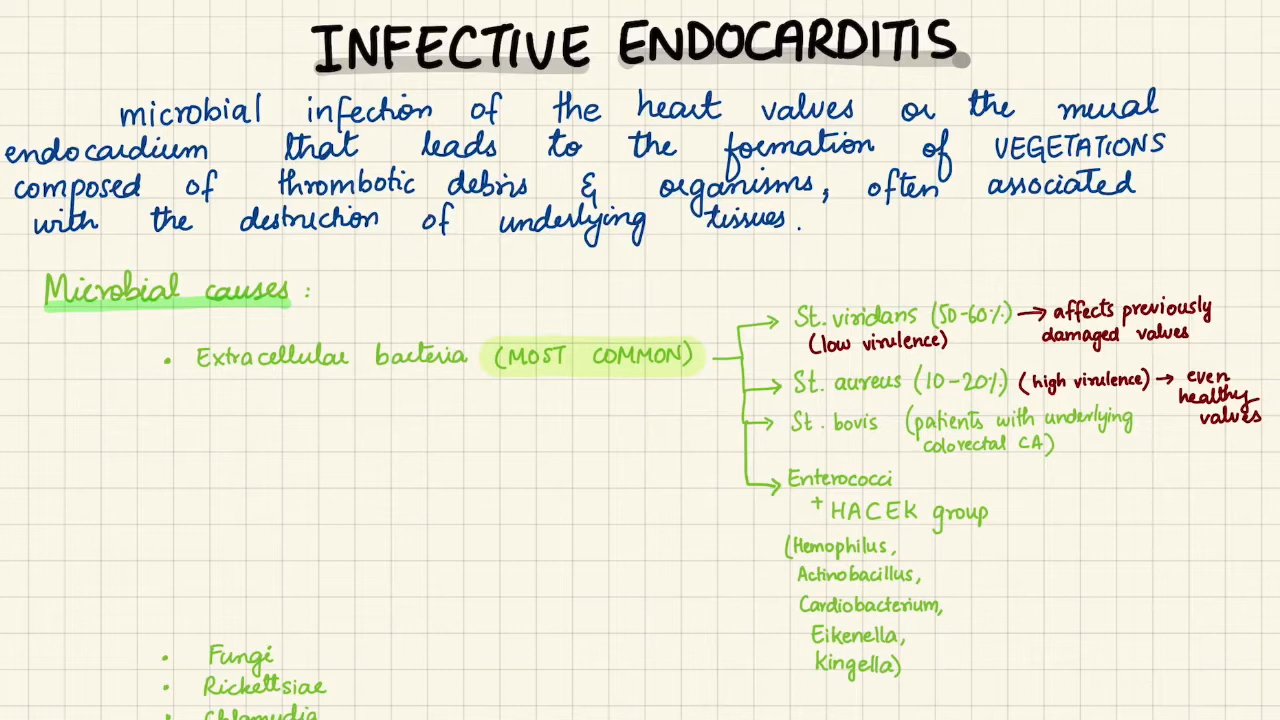 INFECTIVE ENDOCARDITIS
microbial infection of the heart valves or the mural
endocardium that leads to the formation of VEGETATIONS
composed of thrombotic debris & organisms, often associated
with the destruction of underlying tissues.
Microbial causes :
• Extracellular bacteria (MOST COMMON)
St. viridans (50-60%) → affects previously
(low virulence) damaged valves
St. aureus (10-20%) (high virulence) → even
healthy
valves
St. bovis (patients with underlying
colorectal CA)
Enterococci
+ HACEK group
(Hemophilus,
Actinobacillus,
Cardiobacterium,
Eikenella,
Kingella)
• Fungi
• Rickettsiae
• Chlamydia